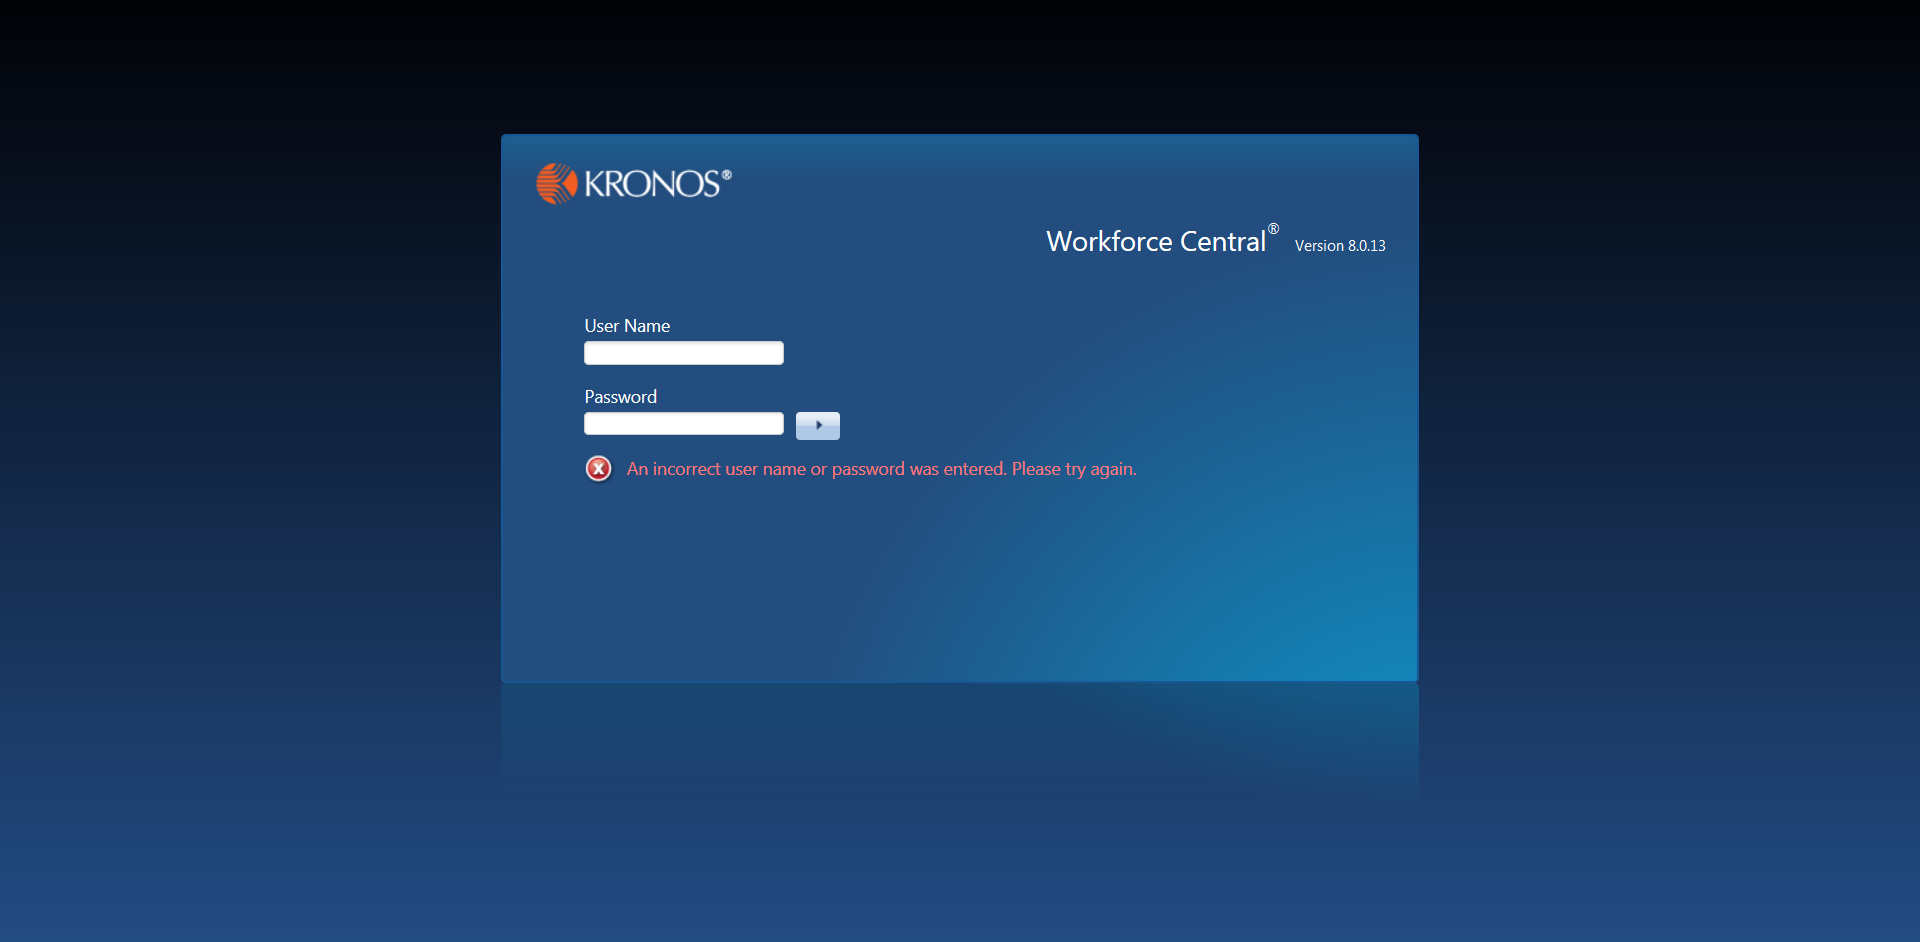 KRONOS®
Workforce Central® Version 8.0.13
User Name
Password
An incorrect user name or password was entered. Please try again.